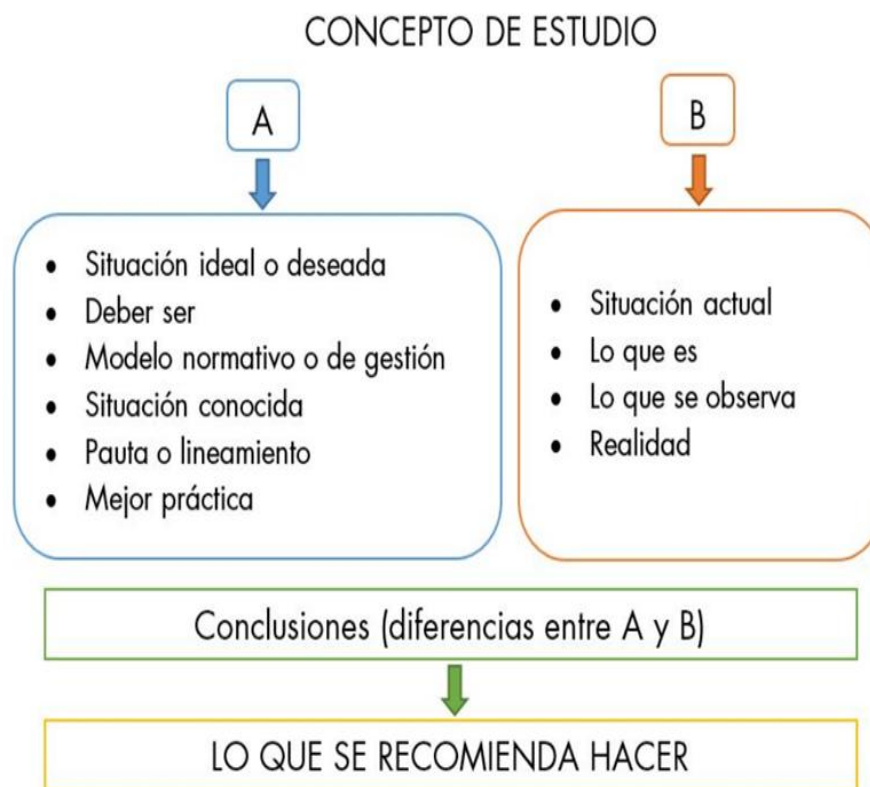 CONCEPTO DE ESTUDIO
A
• Situación ideal o deseada
• Deber ser
• Modelo normativo o de gestión
• Situación conocida
• Pauta o lineamiento
• Mejor práctica
B
• Situación actual
• Lo que es
• Lo que se observa
• Realidad
Conclusiones (diferencias entre A y B)
LO QUE SE RECOMIENDA HACER